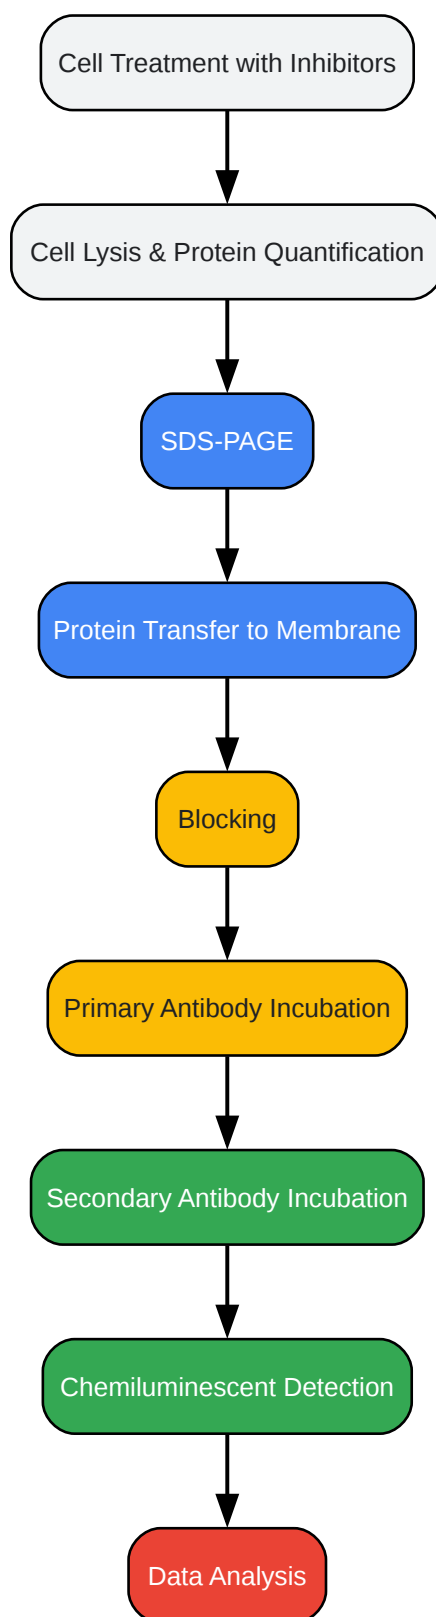 Cell Treatment with Inhibitors
Cell Lysis & Protein Quantification
SDS-PAGE
Protein Transfer to Membrane
Blocking
Primary Antibody Incubation
Secondary Antibody Incubation
Chemiluminescent Detection
Data Analysis